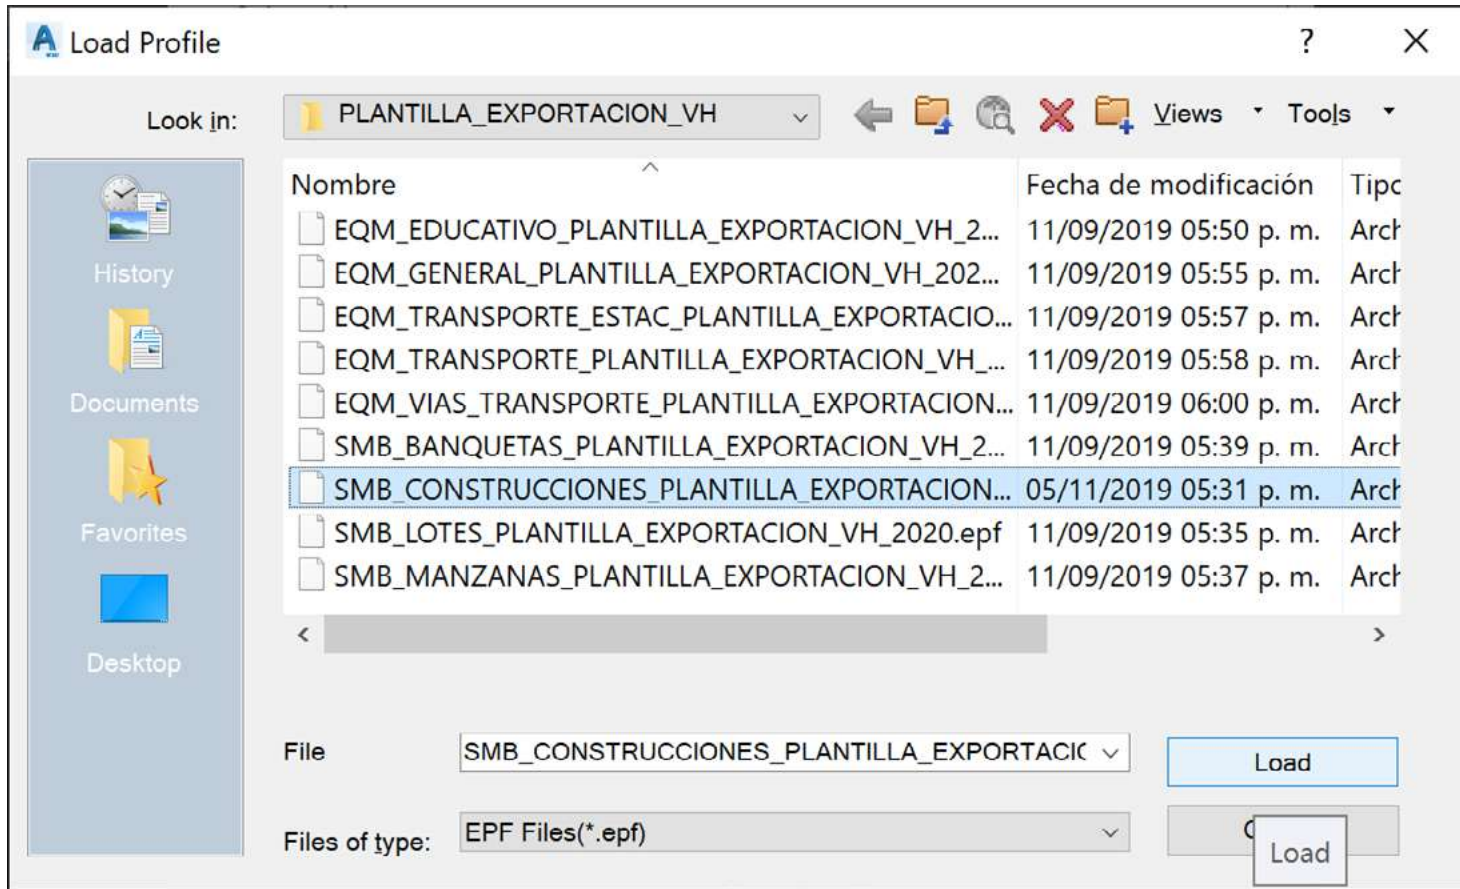 Load Profile ? X
Look in: PLANTILLA_EXPORTACION_VH Views Tools
Nombre Fecha de modificación Tipo
EQM_EDUCATIVO_PLANTILLA_EXPORTACION_VH_2... 11/09/2019 05:50 p. m. Arch
EQM_GENERAL_PLANTILLA_EXPORTACION_VH_202... 11/09/2019 05:55 p. m. Arch
EQM_TRANSPORTE_ESTAC_PLANTILLA_EXPORTACIO... 11/09/2019 05:57 p. m. Arch
EQM_TRANSPORTE_PLANTILLA_EXPORTACION_VH_... 11/09/2019 05:58 p. m. Arch
EQM_VIAS_TRANSPORTE_PLANTILLA_EXPORTACION... 11/09/2019 06:00 p. m. Arch
SMB_BANQUETAS_PLANTILLA_EXPORTACION_VH_2... 11/09/2019 05:39 p. m. Arch
SMB_CONSTRUCCIONES_PLANTILLA_EXPORTACION... 05/11/2019 05:31 p. m. Arch
SMB_LOTES_PLANTILLA_EXPORTACION_VH_2020.epf 11/09/2019 05:35 p. m. Arch
SMB_MANZANAS_PLANTILLA_EXPORTACION_VH_2... 11/09/2019 05:37 p. m. Arch
History
Documents
Favorites
Desktop
File SMB_CONSTRUCCIONES_PLANTILLA_EXPORTACI Load
Files of type: EPF Files(*.epf)
Load